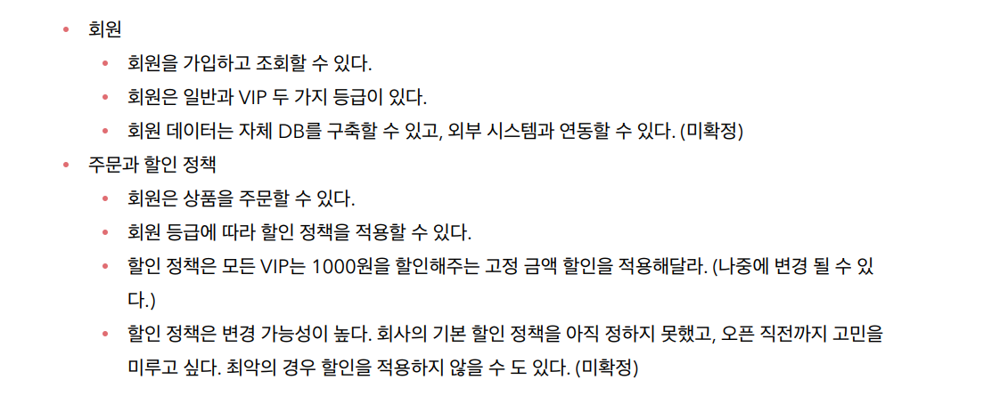 • 회원
• 회원을 가입하고 조회할 수 있다.
• 회원은 일반과 VIP 두 가지 등급이 있다.
• 회원 데이터는 자체 DB를 구축할 수 있고, 외부 시스템과 연동할 수 있다. (미확정)
• 주문과 할인 정책
• 회원은 상품을 주문할 수 있다.
• 회원 등급에 따라 할인 정책을 적용할 수 있다.
• 할인 정책은 모든 VIP는 1000원을 할인해주는 고정 금액 할인을 적용해달라. (나중에 변경 될 수 있
다.)
• 할인 정책은 변경 가능성이 높다. 회사의 기본 할인 정책을 아직 정하지 못했고, 오픈 직전까지 고민을
미루고 싶다. 최악의 경우 할인을 적용하지 않을 수 도 있다. (미확정)